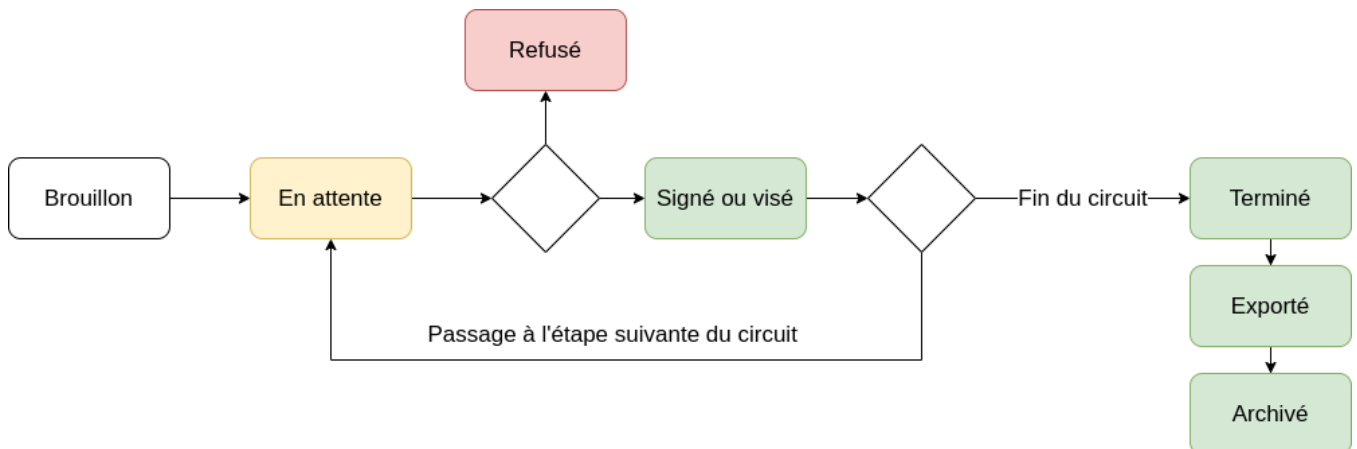 Refusé
Brouillon
En attente
Signé ou visé
Fin du circuit
Terminé
Exporté
Passage à l'étape suivante du circuit
Archivé